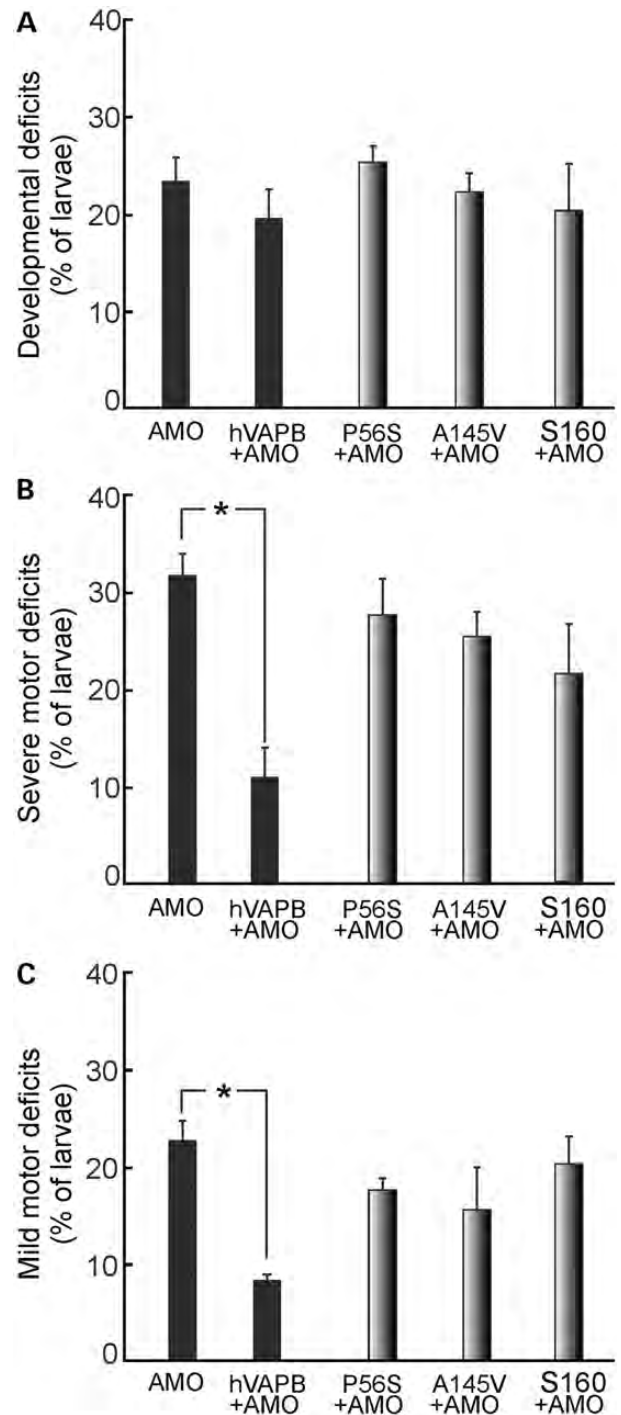 A
Developmental deficits
(% of larvae)
40
30
20
10
0
AMO hVAPB P56S A145V S160
+AMO +AMO +AMO +AMO
B
Severe motor deficits
(% of larvae)
40
*
30
20
10
0
AMO hVAPB P56S A145V S160
+AMO +AMO +AMO +AMO
C
Mild motor deficits
(% of larvae)
40
30
*
20
10
0
AMO hVAPB P56S A145V S160
+AMO +AMO +AMO +AMO